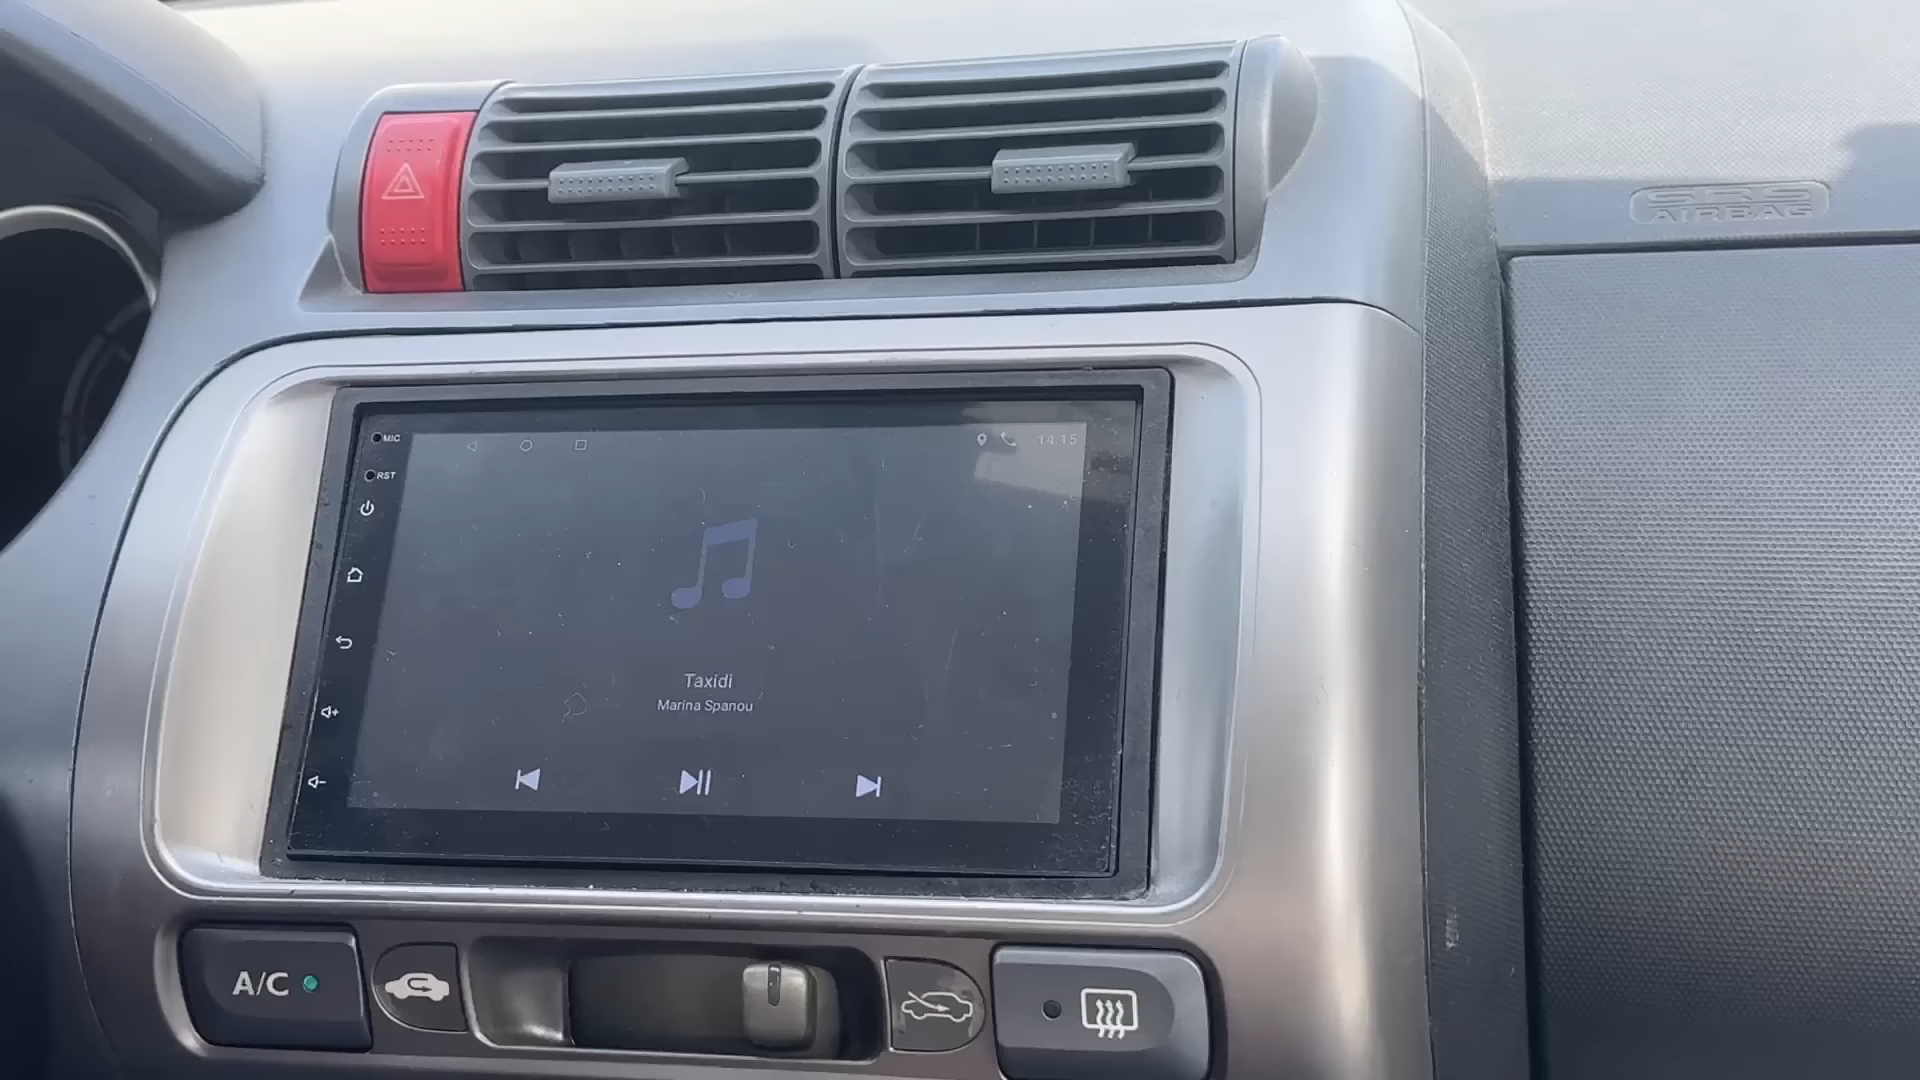 SRS
AIRBAG
MIC
14:15
RST
Taxidi
Marina Spanou
A/C